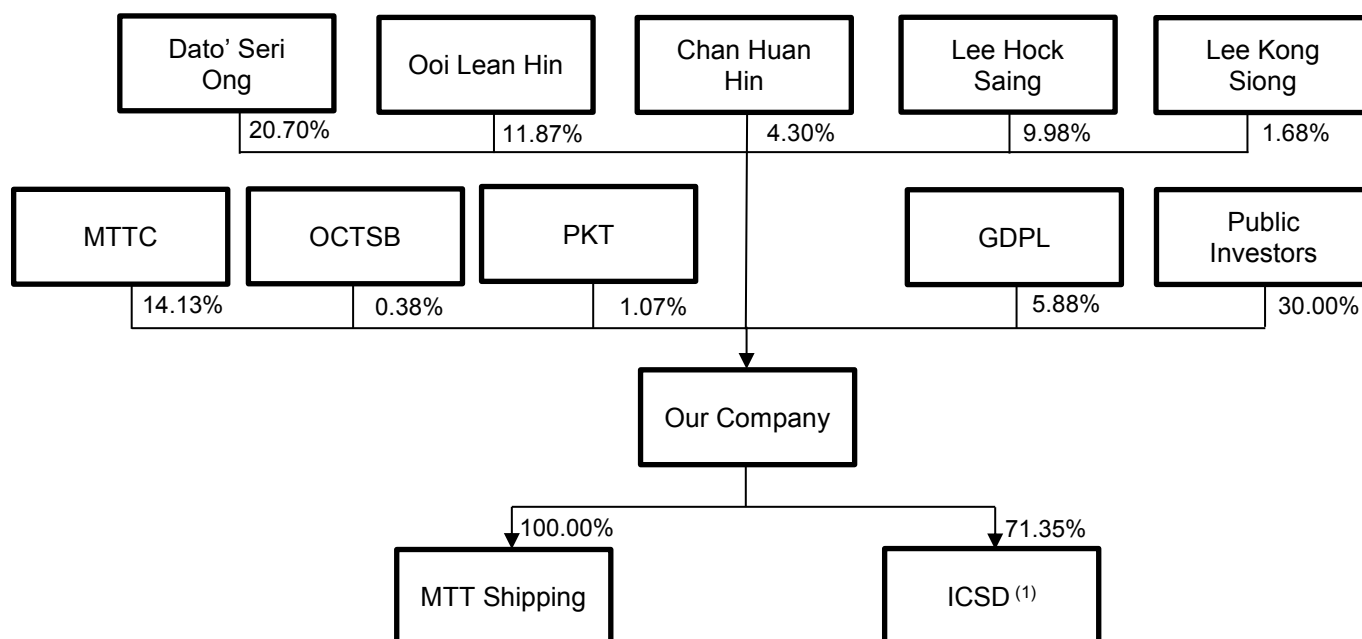 Dato’ Seri
Ong
Ooi Lean Hin
Chan Huan
Hin
Lee Hock
Saing
Lee Kong
Siong
20.70%
11.87%
4.30%
9.98%
1.68%
MTTC
OCTSB
PKT
GDPL
Public
Investors
14.13%
0.38%
1.07%
5.88%
30.00%
Our Company
100.00%
71.35%
MTT Shipping
ICSD (1)